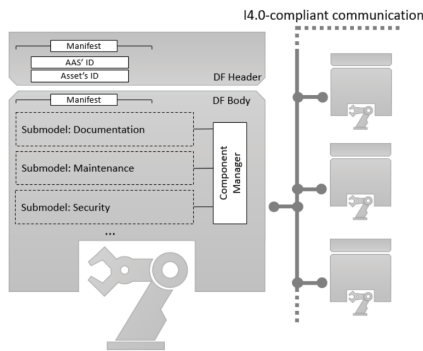 I4.0-compliant communication
Manifest
AAS' ID
Asset's ID
DF Header
Manifest
DF Body
Submodel: Documentation
Submodel: Maintenance
Submodel: Security
...
Component
Manager